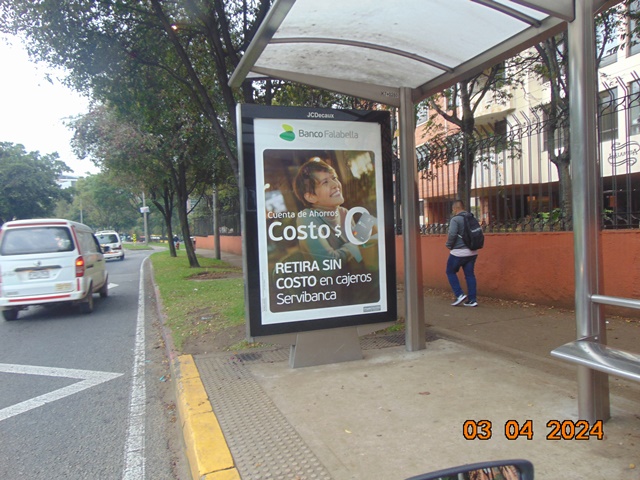 JCDecaux
Banco Falabella
Cuenta de Ahorros
Costo $0
RETIRA SIN
COSTO en cajeros
Servibanca
03 04 2024